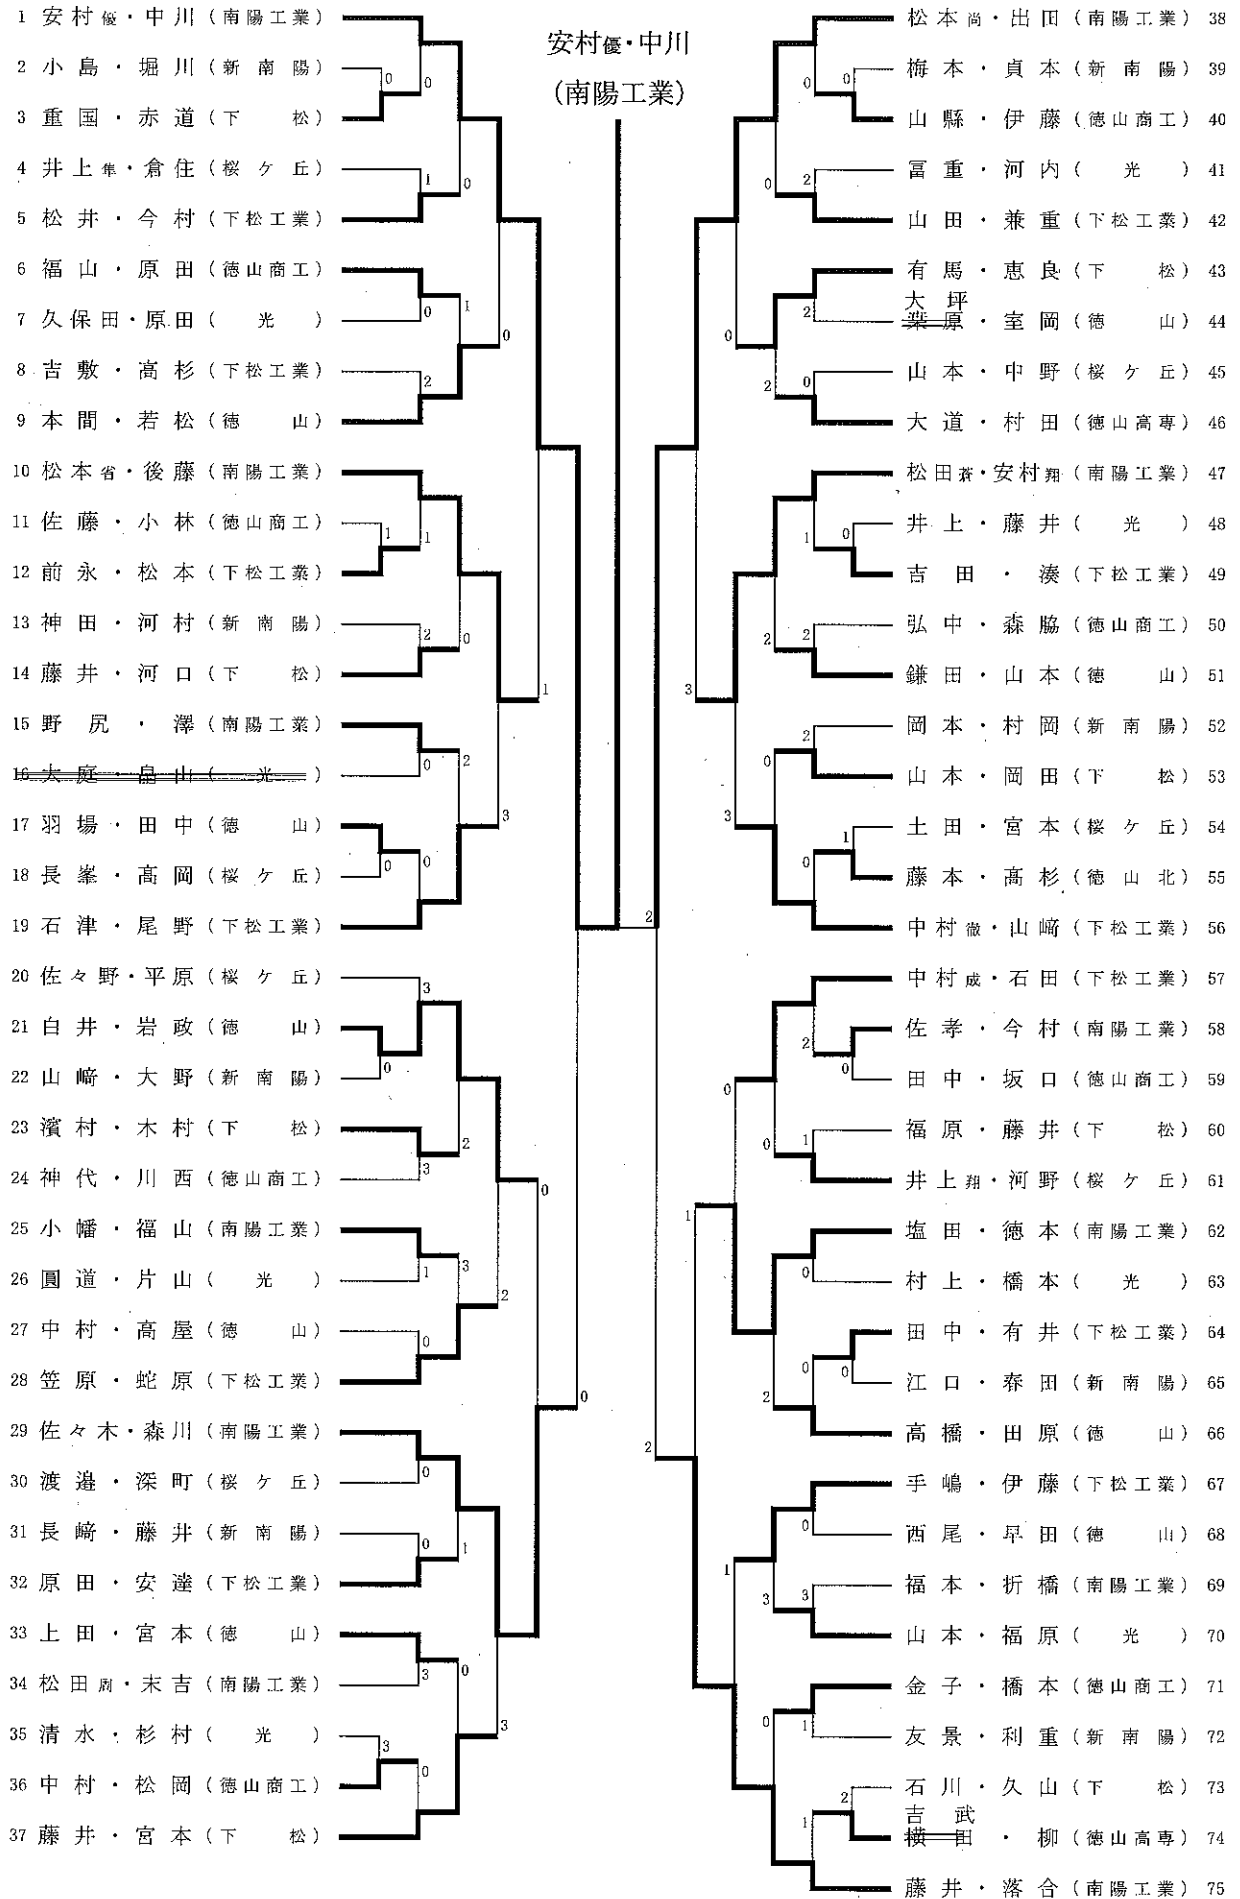 安村優・中川
(南陽工業)
1 安村優・中川(南陽工業)
2 小島・堀川(新南陽)
3 重国・赤道(下松)
4 井上隼・倉住(桜ケ丘)
5 松井・今村(下松工業)
6 福山・原田(徳山商工)
7 久保田・原田(光)
8 吉敷・高杉(下松工業)
9 本間・若松(徳山)
10 松本省・後藤(南陽工業)
11 佐藤・小林(徳山商工)
12 前永・松本(下松工業)
13 神田・河村(新南陽)
14 藤井・河口(下松)
15 野尻・澤(南陽工業)
16 大庭・畠山(光)
17 羽場・田中(徳山)
18 長峯・高岡(桜ケ丘)
19 石津・尾野(下松工業)
20 佐々野・平原(桜ケ丘)
21 白井・岩政(徳山)
22 山﨑・大野(新南陽)
23 濱村・木村(下松)
24 神代・川西(徳山商工)
25 小幡・福山(南陽工業)
26 圓道・片山(光)
27 中村・高屋(徳山)
28 笠原・蛇原(下松工業)
29 佐々木・森川(南陽工業)
30 渡邉・深町(桜ケ丘)
31 長﨑・藤井(新南陽)
32 原田・安達(下松工業)
33 上田・宮本(徳山)
34 松田周・末吉(南陽工業)
35 清水・杉村(光)
36 中村・松岡(徳山商工)
37 藤井・宮本(下松)
松本尚・出田(南陽工業) 38
梅本・貞本(新南陽) 39
山縣・伊藤(徳山商工) 40
冨重・河内(光) 41
山田・兼重(下松工業) 42
有馬・恵良(下松) 43
大坪
栗原・室岡(徳山) 44
山本・中野(桜ケ丘) 45
大道・村田(徳山高専) 46
松田蒼・安村翔(南陽工業) 47
井上・藤井(光) 48
吉田・湊(下松工業) 49
弘中・森脇(徳山商工) 50
鎌田・山本(徳山) 51
岡本・村岡(新南陽) 52
山本・岡田(下松) 53
土田・宮本(桜ケ丘) 54
藤本・高杉(徳山北) 55
中村徹・山﨑(下松工業) 56
中村成・石田(下松工業) 57
佐孝・今村(南陽工業) 58
田中・坂口(徳山商工) 59
福原・藤井(下松) 60
井上翔・河野(桜ケ丘) 61
塩田・徳本(南陽工業) 62
村上・橋本(光) 63
田中・有井(下松工業) 64
江口・春田(新南陽) 65
高橋・田原(徳山) 66
手嶋・伊藤(下松工業) 67
西尾・早田(徳山) 68
福本・折橋(南陽工業) 69
山本・福原(光) 70
金子・橋本(徳山商工) 71
友景・利重(新南陽) 72
石川・久山(下松) 73
吉武
横田・柳(徳山高専) 74
藤井・落合(南陽工業) 75